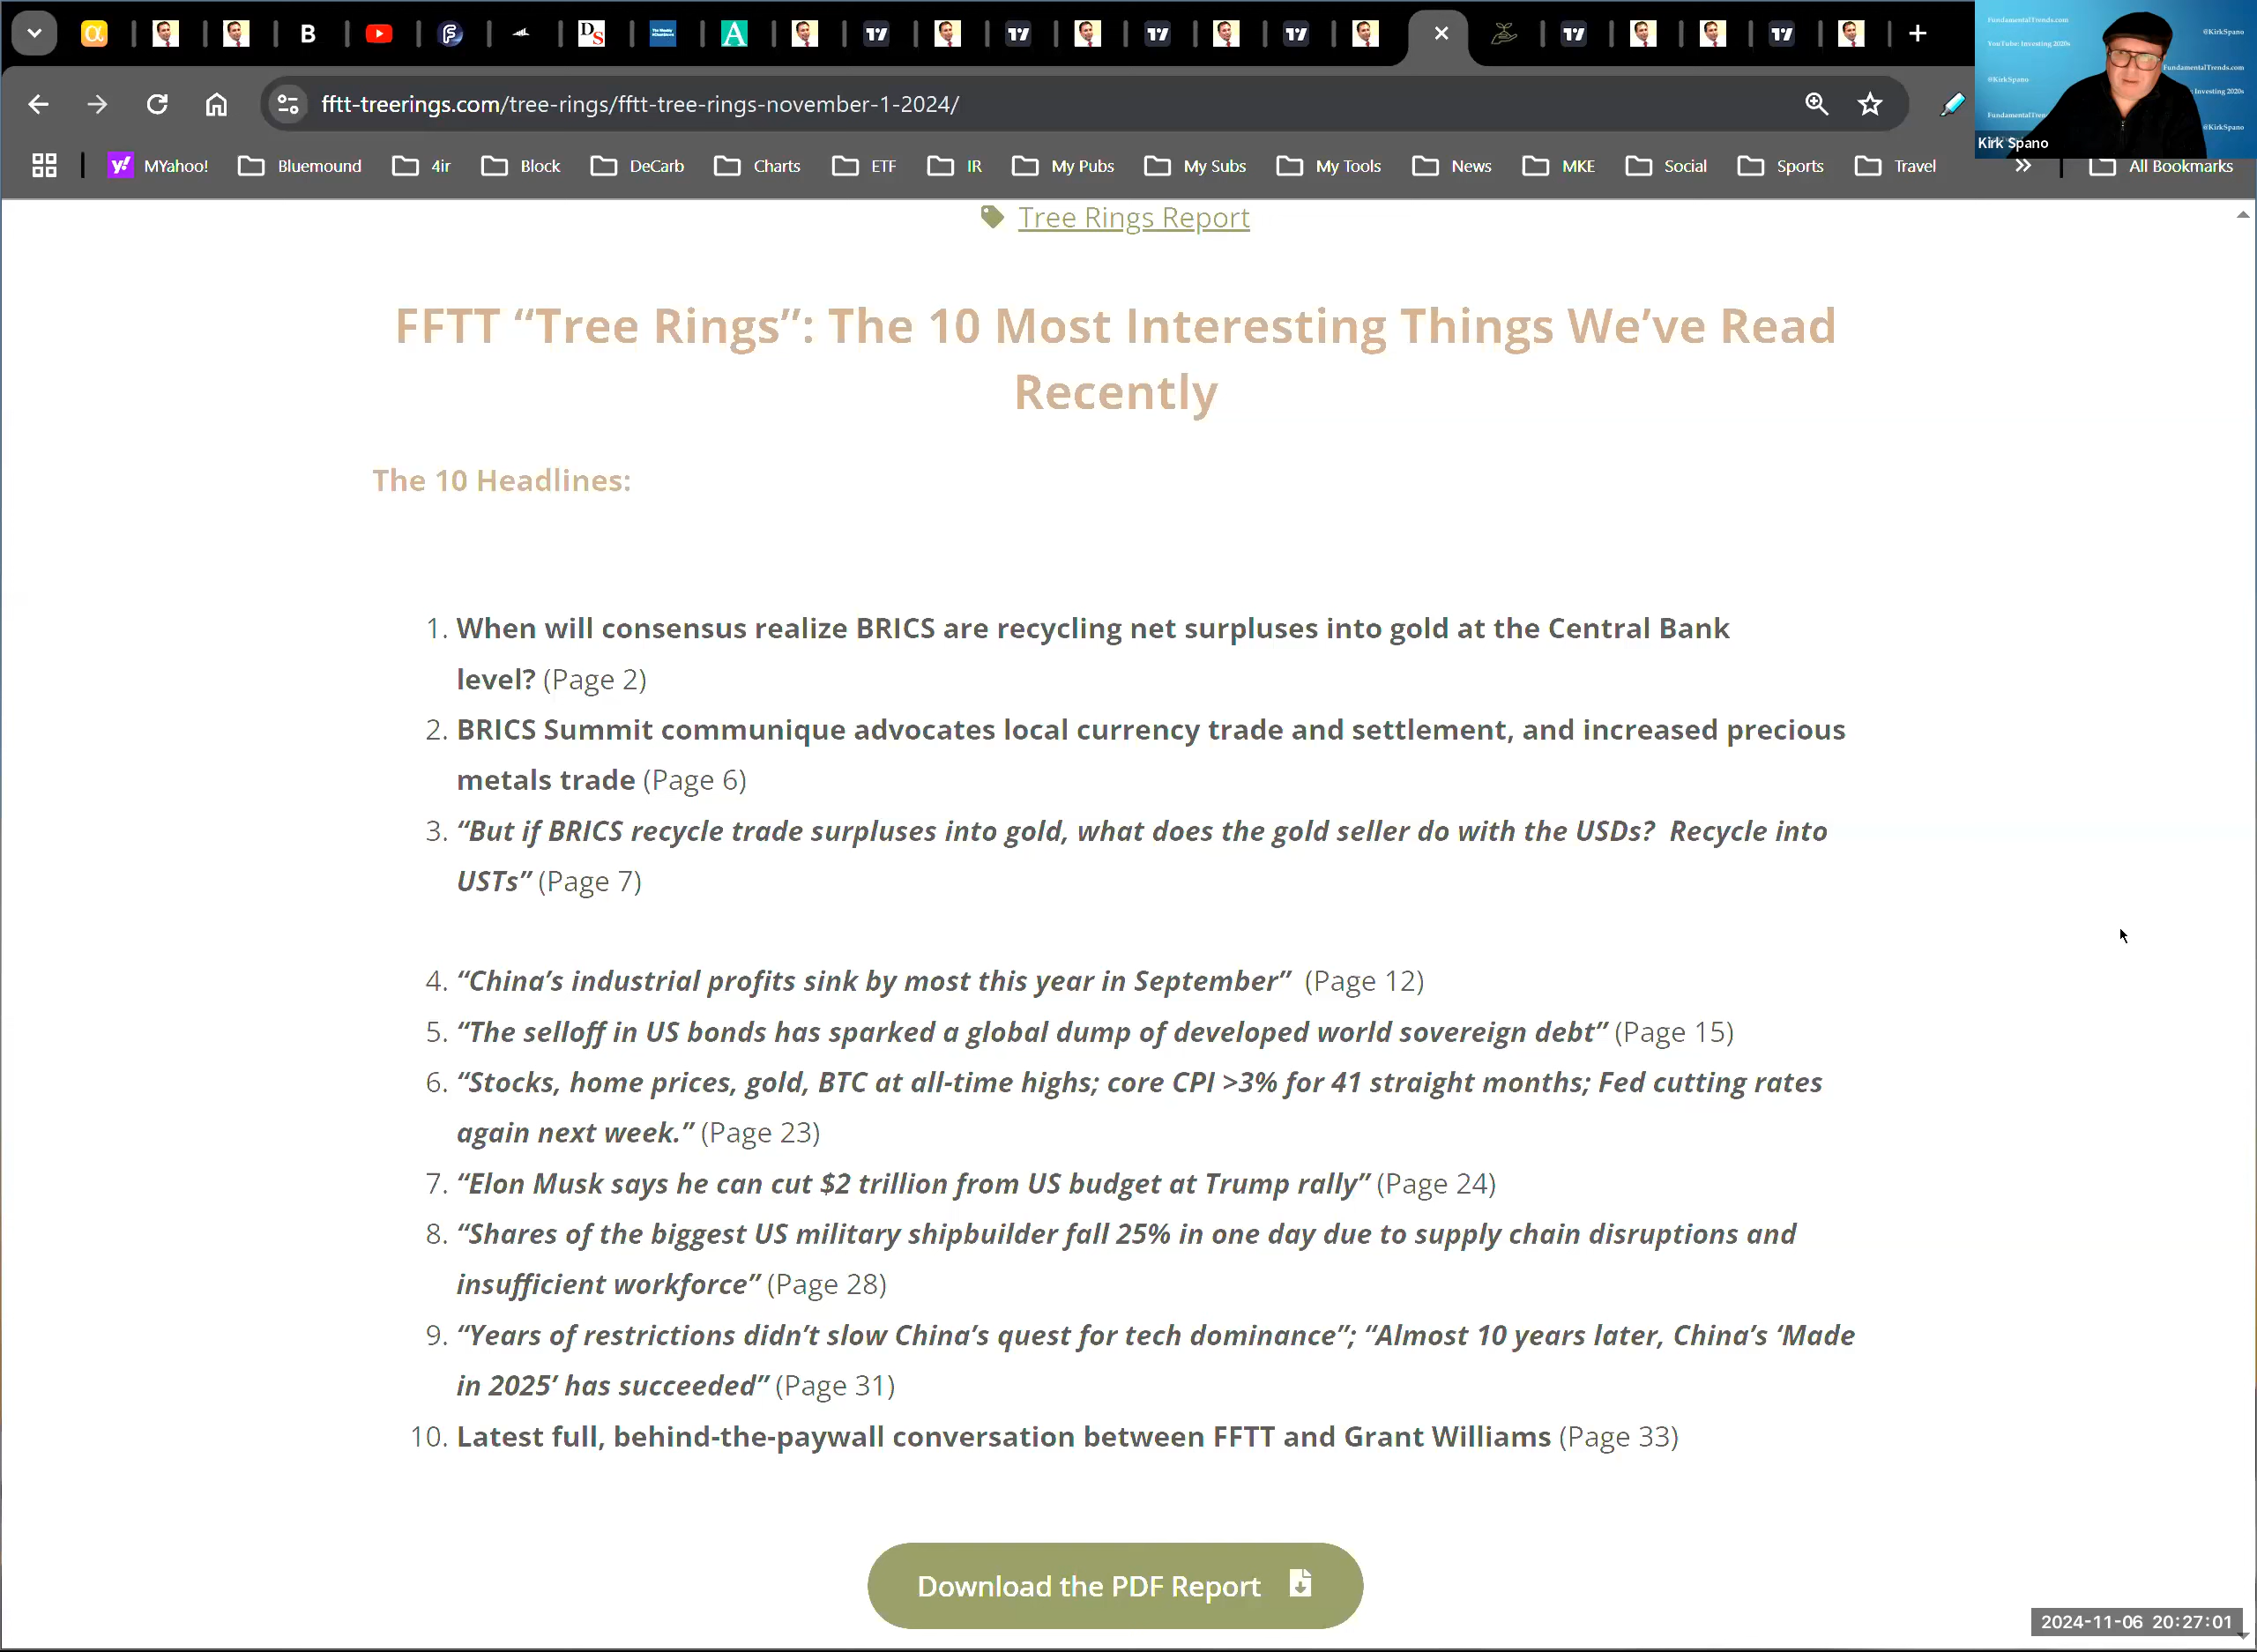 fftt-treerings.com/tree-rings/fftt-tree-rings-november-1-2024/
MYahoo!
Bluemound
4ir
Block
DeCarb
Charts
ETF
IR
My Pubs
My Subs
My Tools
News
MKE
Social
Sports
Travel
All Bookmarks
FundamentalTrends.com
@KirkSpano
YouTube: Investing 2020s
FundamentalTrends.com
@KirkSpano
Investing 2020s
@KirkSpano
Kirk Spano
Tree Rings Report
FFTT “Tree Rings”: The 10 Most Interesting Things We’ve Read
Recently
The 10 Headlines:
1. When will consensus realize BRICS are recycling net surpluses into gold at the Central Bank
level? (Page 2)
2. BRICS Summit communique advocates local currency trade and settlement, and increased precious
metals trade (Page 6)
3. “But if BRICS recycle trade surpluses into gold, what does the gold seller do with the USDs? Recycle into
USTs” (Page 7)
4. “China’s industrial profits sink by most this year in September” (Page 12)
5. “The selloff in US bonds has sparked a global dump of developed world sovereign debt” (Page 15)
6. “Stocks, home prices, gold, BTC at all-time highs; core CPI >3% for 41 straight months; Fed cutting rates
again next week.” (Page 23)
7. “Elon Musk says he can cut $2 trillion from US budget at Trump rally” (Page 24)
8. “Shares of the biggest US military shipbuilder fall 25% in one day due to supply chain disruptions and
insufficient workforce” (Page 28)
9. “Years of restrictions didn’t slow China’s quest for tech dominance”; “Almost 10 years later, China’s ‘Made
in 2025’ has succeeded” (Page 31)
10. Latest full, behind-the-paywall conversation between FFTT and Grant Williams (Page 33)
Download the PDF Report
2024-11-06 20:27:01